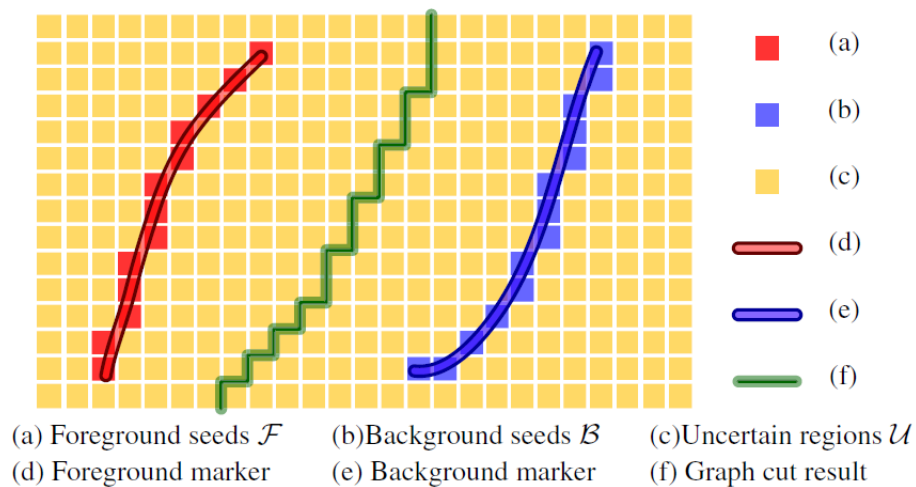 (a)
(b)
(c)
(d)
(e)
(f)
(a) Foreground seeds ℱ (b)Background seeds ℬ (c)Uncertain regions 𝒰
(d) Foreground marker (e) Background marker (f) Graph cut result